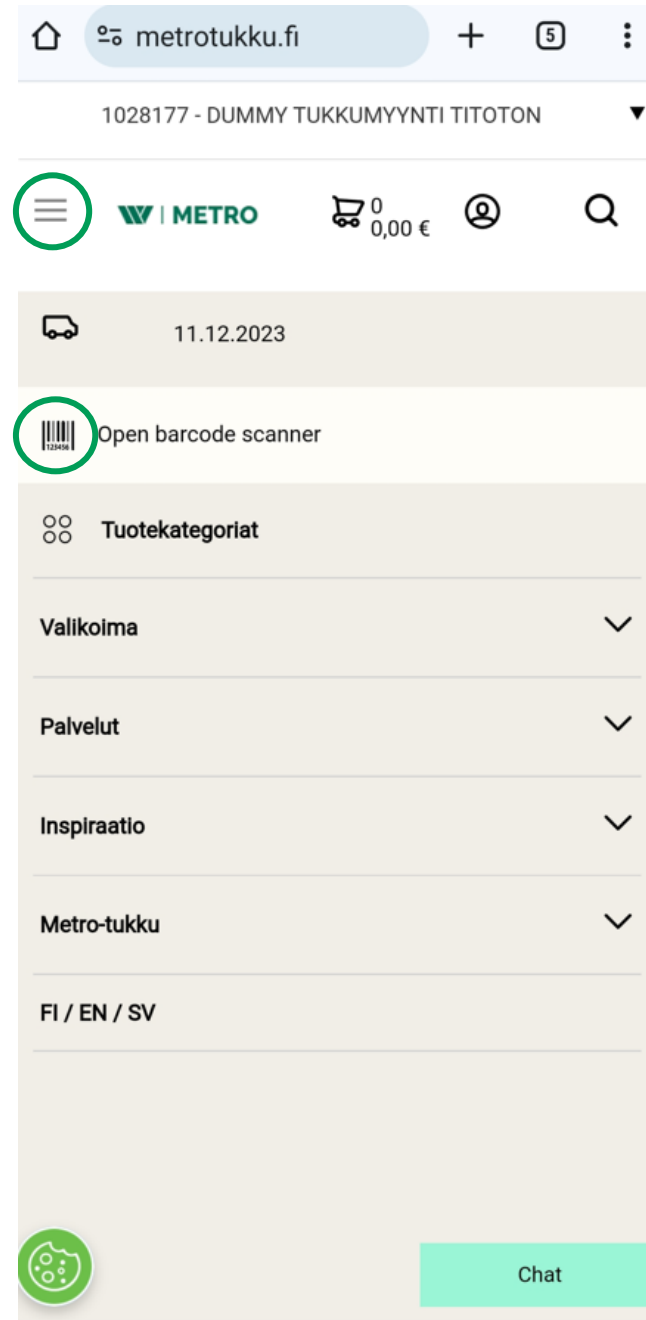 metrotukku.fi
5
1028177 - DUMMY TUKKUMYYNTI TITOTON
METRO
0
0,00 €
11.12.2023
123456
Open barcode scanner
Tuotekategoriat
Valikoima
Palvelut
Inspiraatio
Metro-tukku
FI / EN / SV
Chat